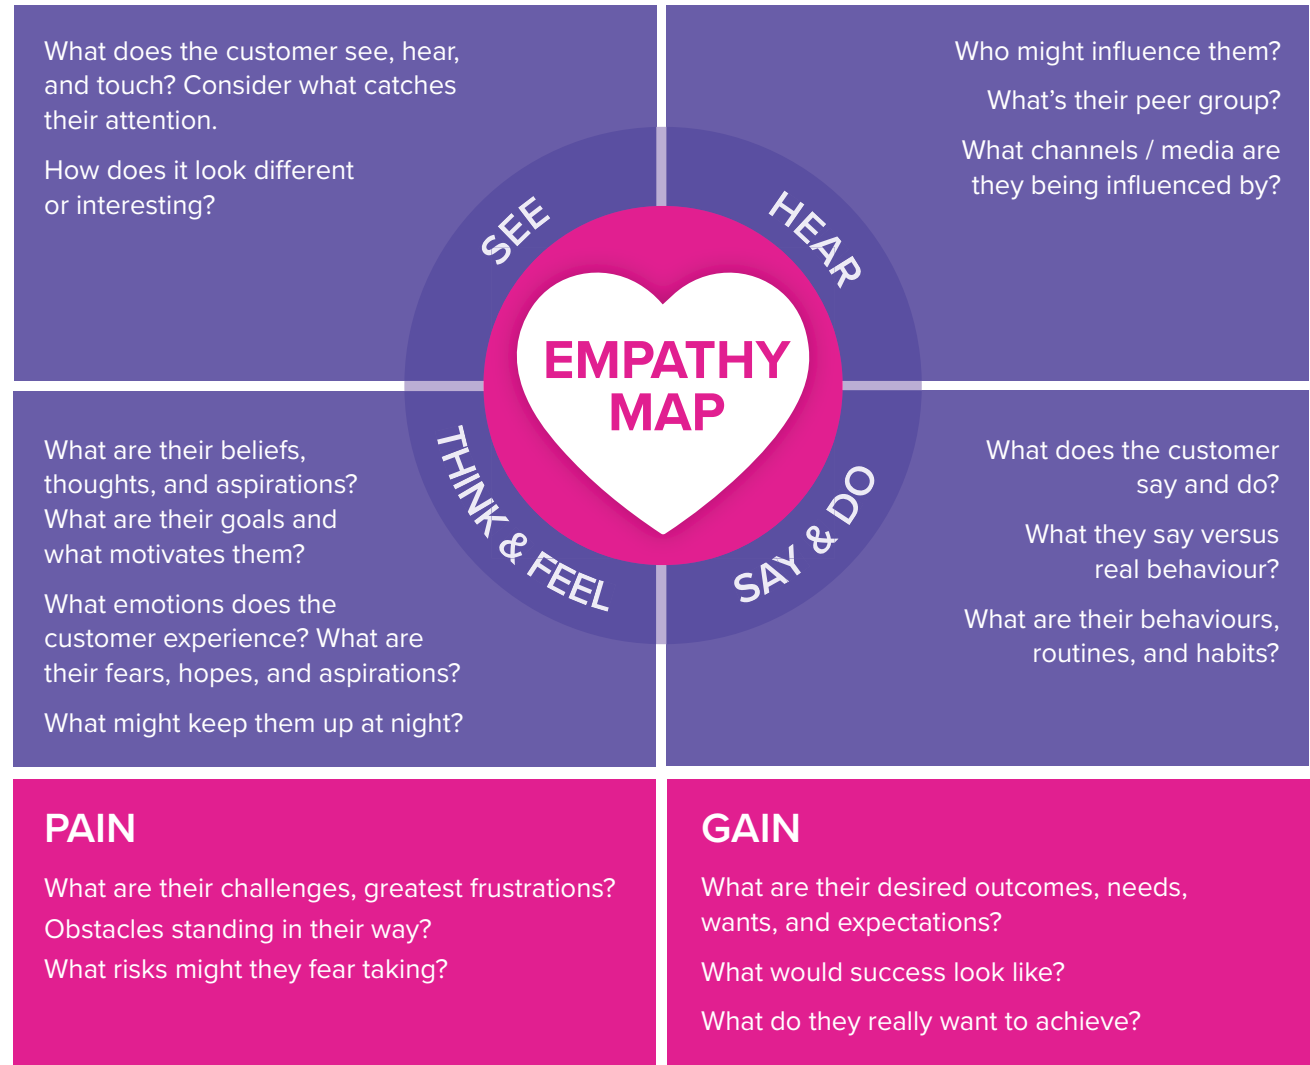 What does the customer see, hear,
and touch? Consider what catches
their attention.
How does it look different
or interesting?
SEE
Who might influence them?
What’s their peer group?
What channels / media are
they being influenced by?
HEAR
EMPATHY
MAP
What are their beliefs,
thoughts, and aspirations?
What are their goals and
what motivates them?
What emotions does the
customer experience? What are
their fears, hopes, and aspirations?
What might keep them up at night?
THINK & FEEL
What does the customer
say and do?
What they say versus
real behaviour?
What are their behaviours,
routines, and habits?
SAY & DO
PAIN
What are their challenges, greatest frustrations?
Obstacles standing in their way?
What risks might they fear taking?
GAIN
What are their desired outcomes, needs,
wants, and expectations?
What would success look like?
What do they really want to achieve?